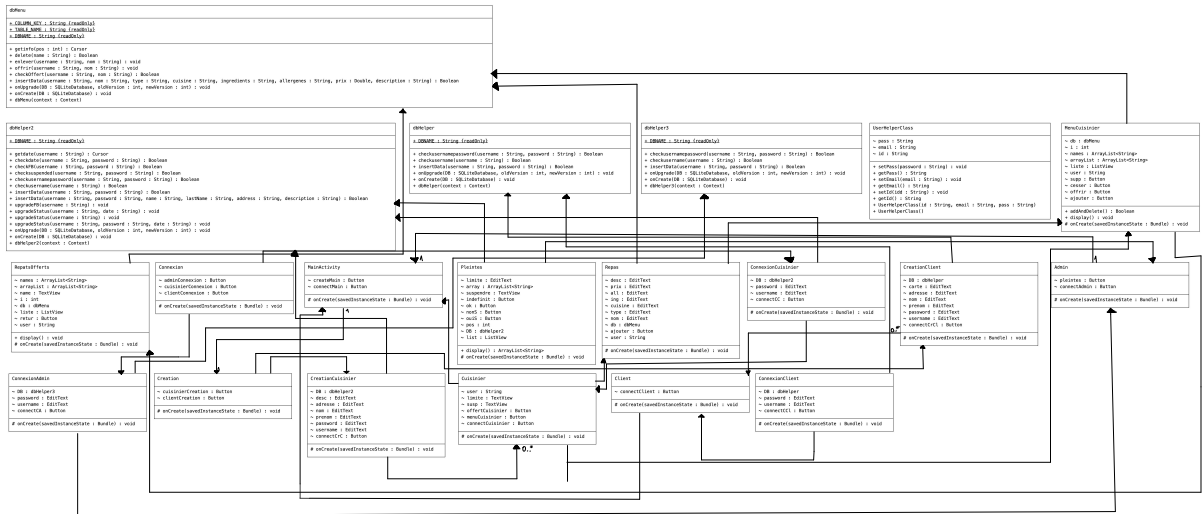 dbMenu
+ COLUMN_KEY : String {readOnly}
+ TABLE_NAME : String {readOnly}
+ DBNAME : String {readOnly}
+ getinfo(pos : int) : Cursor
+ delete(name : String) : Boolean
+ enlever(username : String, nom : String) : void
+ offrir(username : String, nom : String) : void
+ checkOffert(username : String, nom : String) : Boolean
+ insertData(username : String, nom : String, type : String, cuisine : String, ingredients : String, allergenes : String, prix : Double, description : String) : Boolean
+ onUpgrade(DB : SQLiteDatabase, oldVersion : int, newVersion : int) : void
+ onCreate(DB : SQLiteDatabase) : void
+ dbMenu(context : Context)
dbHelper2
+ DBNAME : String {readOnly}
+ getdate(username : String) : Cursor
+ checkdate(username : String, password : String) : Boolean
+ checkFB(username : String, password : String) : Boolean
+ checksuspended(username : String, password : String) : Boolean
+ checkusernamepassword(username : String, password : String) : Boolean
+ checkusername(username : String) : Boolean
+ insertData(username : String, password : String) : Boolean
+ insertData(username : String, password : String, name : String, lastName : String, address : String, description : String) : Boolean
+ upgradeFB(username : String) : void
+ upgradeStatus(username : String, date : String) : void
+ upgradeStatus(username : String) : void
+ upgradeStatus(username : String, password : String, date : String) : void
+ onUpgrade(DB : SQLiteDatabase, oldVersion : int, newVersion : int) : void
+ onCreate(DB : SQLiteDatabase) : void
+ dbHelper2(context : Context)
dbHelper
+ DBNAME : String {readOnly}
+ checkusernamepassword(username : String, password : String) : Boolean
+ checkusername(username : String) : Boolean
+ insertData(username : String, password : String) : Boolean
+ onUpgrade(DB : SQLiteDatabase, oldVersion : int, newVersion : int) : void
+ onCreate(DB : SQLiteDatabase) : void
+ dbHelper(context : Context)
dbHelper3
+ DBNAME : String {readOnly}
+ checkusernamepassword(username : String, password : String) : Boolean
+ checkusername(username : String) : Boolean
+ insertData(username : String, password : String) : Boolean
+ onUpgrade(DB : SQLiteDatabase, oldVersion : int, newVersion : int) : void
+ onCreate(DB : SQLiteDatabase) : void
+ dbHelper3(context : Context)
UserHelperClass
~ pass : String
~ email : String
~ id : String
+ setPass(password : String) : void
+ getPass() : String
+ setEmail(email : String) : void
+ getEmail() : String
+ setId(idd : String) : void
+ getId() : String
+ UserHelperClass(id : String, email : String, pass : String)
+ UserHelperClass()
MenuCuisinier
~ db : dbMenu
~ i : int
~ names : ArrayList<String>
~ arrayList : ArrayList<String>
~ liste : ListView
~ user : String
~ supp : Button
~ cesser : Button
~ offrir : Button
~ ajouter : Button
+ addAndDelete() : Boolean
+ display() : void
# onCreate(savedInstanceState : Bundle) : void
RepatsOfferts
~ names : ArrayList<String>
~ arrayList : ArrayList<String>
~ name : TextView
~ i : int
~ db : dbMenu
~ liste : ListView
~ retur : Button
~ user : String
+ display() : void
# onCreate(savedInstanceState : Bundle) : void
Connexion
~ adminConnexion : Button
~ cuisinierConnexion : Button
~ clientConnexion : Button
# onCreate(savedInstanceState : Bundle) : void
MainActivity
~ createMain : Button
~ connectMain : Button
# onCreate(savedInstanceState : Bundle) : void
Pleintes
~ limite : EditText
~ array : ArrayList<String>
~ suspendre : TextView
~ indefinit : Button
~ ok : Button
~ nonS : Button
~ ouiS : Button
~ pos : int
~ DB : dbHelper2
~ list : ListView
+ display() : ArrayList<String>
# onCreate(savedInstanceState : Bundle) : void
Repas
~ desc : EditText
~ prix : EditText
~ all : EditText
~ ing : EditText
~ cuisine : EditText
~ type : EditText
~ nom : EditText
~ db : dbMenu
~ ajouter : Button
~ user : String
# onCreate(savedInstanceState : Bundle) : void
ConnexionCuisinier
~ DB : dbHelper2
~ password : EditText
~ username : EditText
~ connectCC : Button
# onCreate(savedInstanceState : Bundle) : void
CreationClient
~ DB : dbHelper
~ carte : EditText
~ adresse : EditText
~ nom : EditText
~ prenom : EditText
~ password : EditText
~ username : EditText
~ connectCrCl : Button
# onCreate(savedInstanceState : Bundle) : void
Admin
~ pleintes : Button
~ connectAdmin : Button
# onCreate(savedInstanceState : Bundle) : void
0..*
ConnexionAdmin
~ DB : dbHelper3
~ password : EditText
~ username : EditText
~ connectCA : Button
# onCreate(savedInstanceState : Bundle) : void
Creation
~ cuisinierCreation : Button
~ clientCreation : Button
# onCreate(savedInstanceState : Bundle) : void
CreationCuisinier
~ DB : dbHelper2
~ desc : EditText
~ adresse : EditText
~ nom : EditText
~ prenom : EditText
~ password : EditText
~ username : EditText
~ connectCrC : Button
# onCreate(savedInstanceState : Bundle) : void
Cuisinier
~ user : String
~ limite : TextView
~ susp : TextView
~ offertCuisinier : Button
~ menuCuisinier : Button
~ connectCuisinier : Button
# onCreate(savedInstanceState : Bundle) : void
Client
~ connectClient : Button
# onCreate(savedInstanceState : Bundle) : void
ConnexionClient
~ DB : dbHelper
~ password : EditText
~ username : EditText
~ connectCCl : Button
# onCreate(savedInstanceState : Bundle) : void
0..*